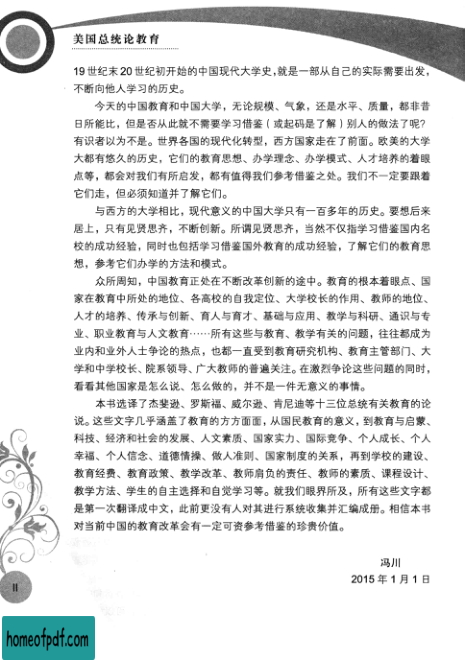 美国总统论教育
19世纪末20世纪初开始的中国现代大学史,就是一部从自己的实际需要出发，
不断向他人学习的历史。
今天的中国教育和中国大学，无论规模、气象，还是水平、质量，都非昔
日所能比，但是否从此就不需要学习借鉴（或起码是了解）别人的做法了呢？
有识者以为不是。世界各国的现代化转型，西方国家走在了前面。欧美的大学
大都有悠久的历史，它们的教育思想、办学理念、办学模式、人才培养的着眼
点等，都会对我们有所启发，都有值得我们参考借鉴之处。我们不一定要跟着
它们走，但必须知道并了解它们。
与西方的大学相比，现代意义的中国大学只有一百多年的历史。要想后来
居上，只有见贤思齐，不断创新。所谓见贤思齐，当然不仅指学习借鉴国内名
校的成功经验，同时也包括学习借鉴国外教育的成功经验，了解它们的教育思
想，参考它们办学的方法和模式。
众所周知，中国教育正处在不断改革创新的途中。教育的根本着眼点、国
家在教育中所处的地位、各高校的自我定位、大学校长的作用、教师的地位、
人才的培养、传承与创新、育人与育才、基础与应用、教学与科研、通识与专
业、职业教育与人文教育……所有这些与教育、教学有关的问题，往往都成为
业内和业外人士争论的热点，也都一直受到教育研究机构、教育主管部门、大
学和中学校长、院系领导、广大教师的普遍关注。在激烈争论这些问题的同时，
看看其他国家是怎么说、怎么做的，并不是一件无意义的事情。
本书选译了杰斐逊、罗斯福、威尔逊、肯尼迪等十三位总统有关教育的论
说。这些文字几乎涵盖了教育的方方面面，从国民教育的意义，到教育与启蒙、
科技、经济和社会的发展、人文素质、国家实力、国际竞争、个人成长、个人
幸福、个人信念、道德情操、做人准则、国家制度的关系，再到学校的建设、
教育经费、教育政策、教学改革、教师肩负的责任、教师的素质、课程设计、
教学方法、学生的自主选择和自觉学习等。就我们眼界所及，所有这些文字都
是第一次翻译成中文，此前更没有人对其进行系统收集并汇编成册。相信本书
对当前中国的教育改革会有一定可资参考借鉴的珍贵价值。
冯川
2015年1月1日
II
homeofpdf.com